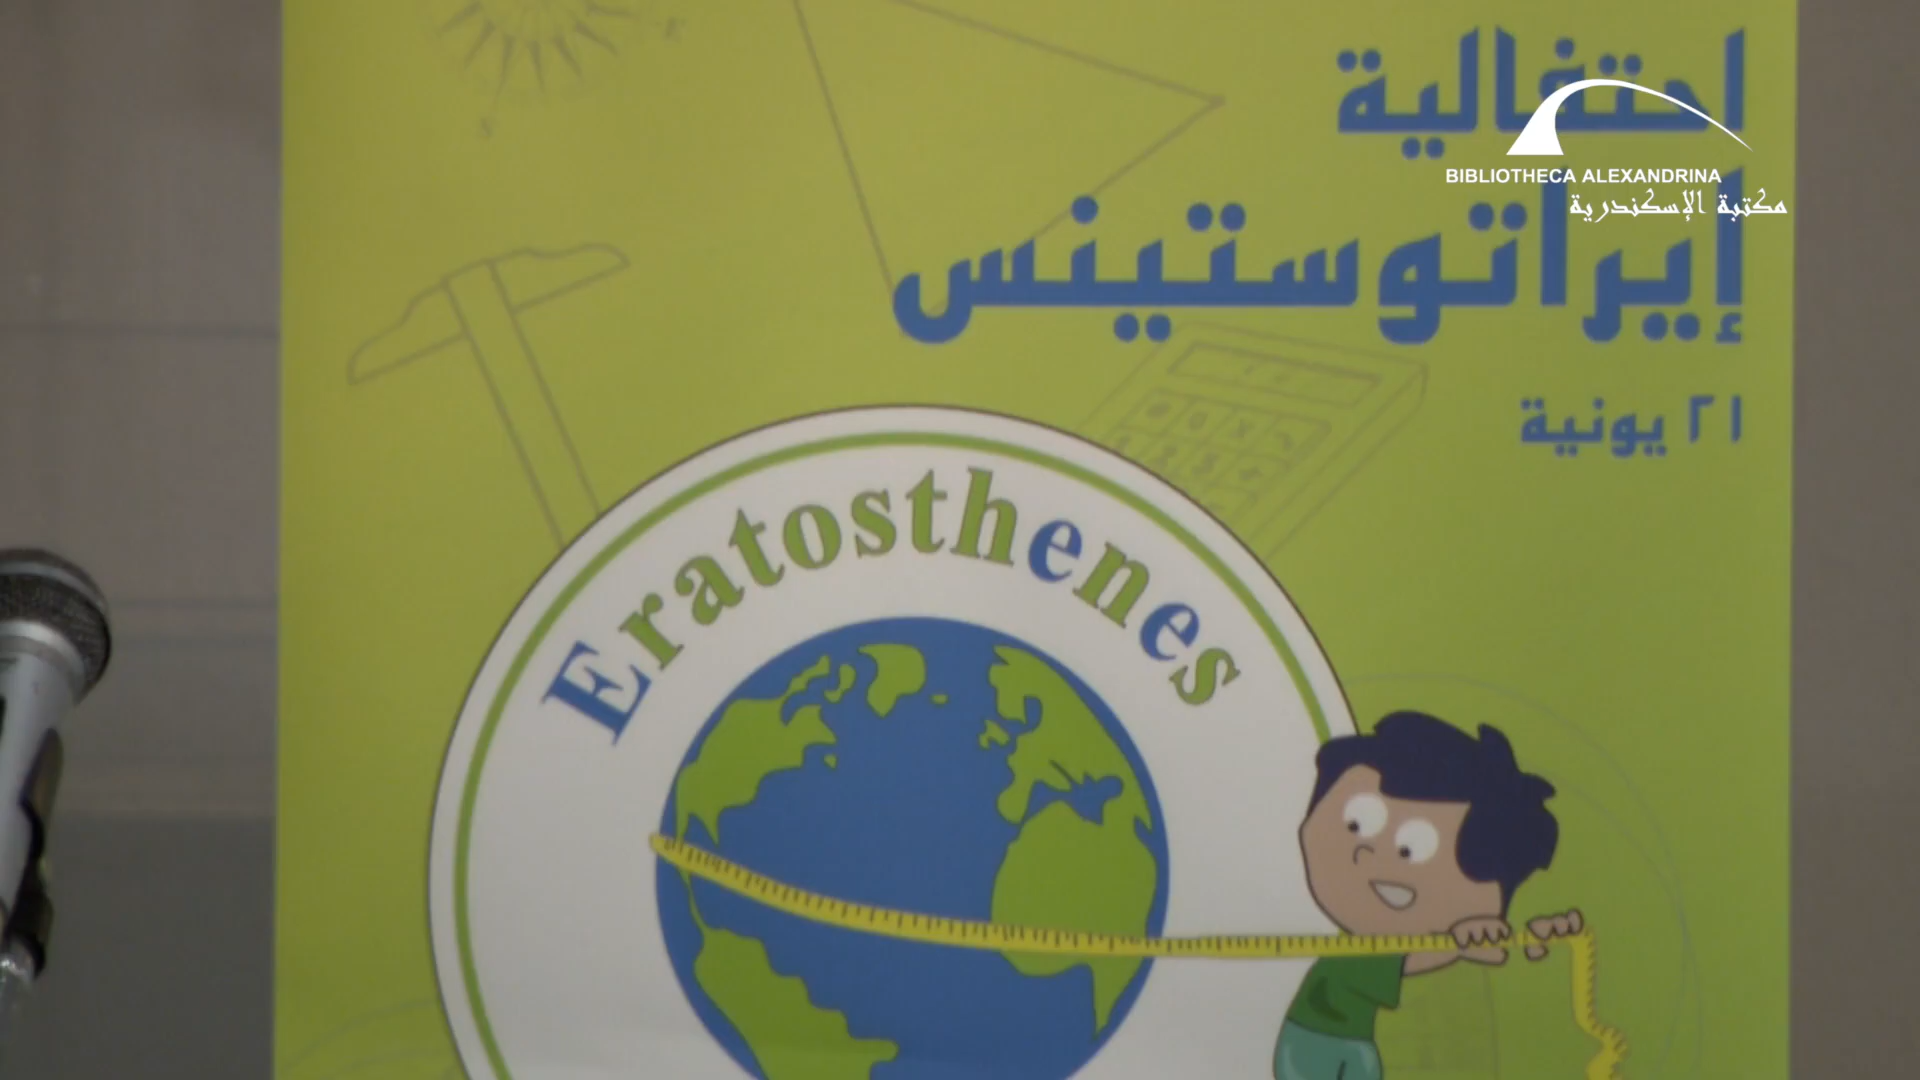 احتفالية
BIBLIOTHECA ALEXANDRINA
مكتبة الإسكندرية
إيراتوستينس
٢١ يونية
Eratosthenes